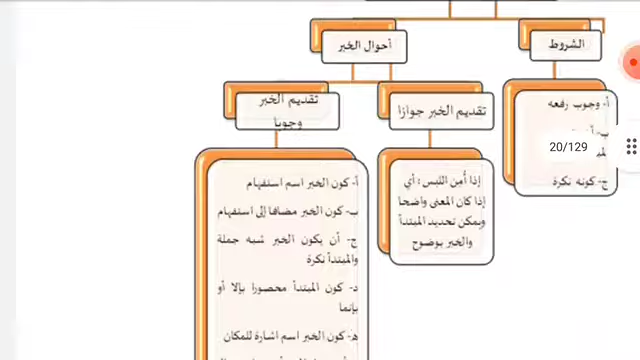 الشروط
أحوال الخبر
أ- وجوب رفعه
ب-
ج- كونه نكرة
20/129
تقديم الخبر جوازا
إذا أُمِن اللبس : أي
إذا كان المعنى واضحا
ويمكن تحديد المبتدأ
والخبر بوضوح
تقديم الخبر
وجوبا
أ- كون الخبر اسم استفهام
ب- كون الخبر مضافا إلى استفهام
ج- أن يكون الخبر شبه جملة
والمبتدأ نكرة
د- كون المبتدأ محصورا بإلا أو
بإنما
هـ- كون الخبر اسم اشارة للمكان